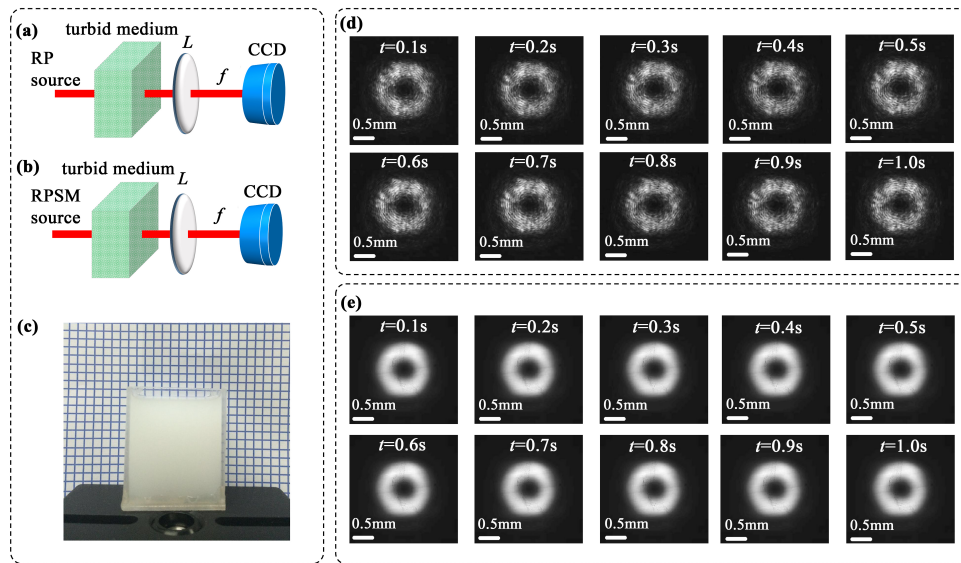 (a)
turbid medium
L
CCD
RP
source
f
(b)
turbid medium
L
CCD
RPSM
source
f
(c)
(d)
t=0.1s t=0.2s t=0.3s t=0.4s t=0.5s
0.5mm 0.5mm 0.5mm 0.5mm 0.5mm
t=0.6s t=0.7s t=0.8s t=0.9s t=1.0s
0.5mm 0.5mm 0.5mm 0.5mm 0.5mm
(e)
t=0.1s t=0.2s t=0.3s t=0.4s t=0.5s
0.5mm 0.5mm 0.5mm 0.5mm 0.5mm
t=0.6s t=0.7s t=0.8s t=0.9s t=1.0s
0.5mm 0.5mm 0.5mm 0.5mm 0.5mm